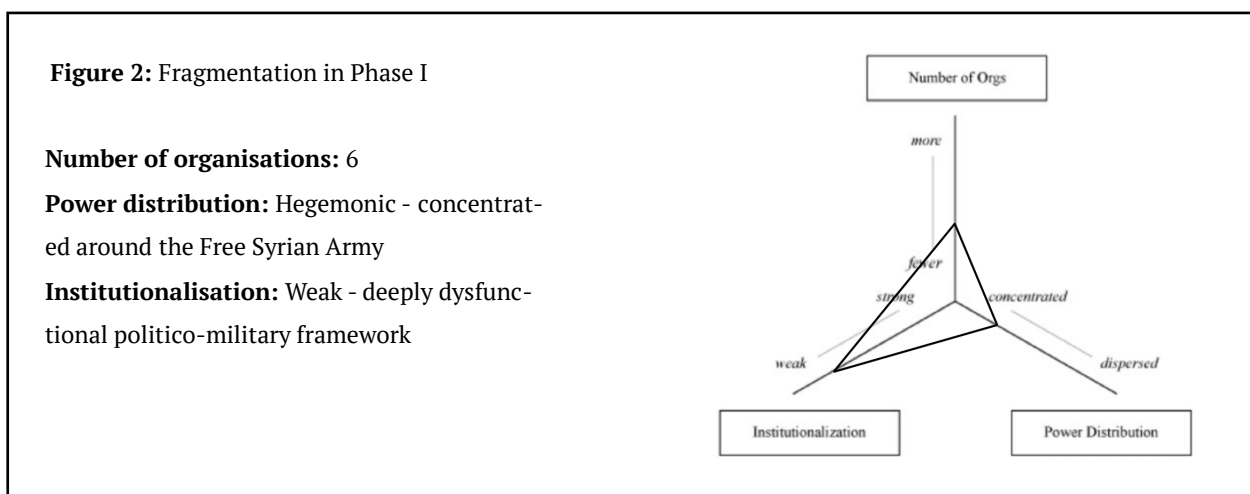 Figure 2: Fragmentation in Phase I
Number of organisations: 6
Power distribution: Hegemonic - concentrat-
ed around the Free Syrian Army
Institutionalisation: Weak - deeply dysfunc-
tional politico-military framework
Number of Orgs
more
fewer
strong
concentrated
weak
dispersed
Institutionalization
Power Distribution